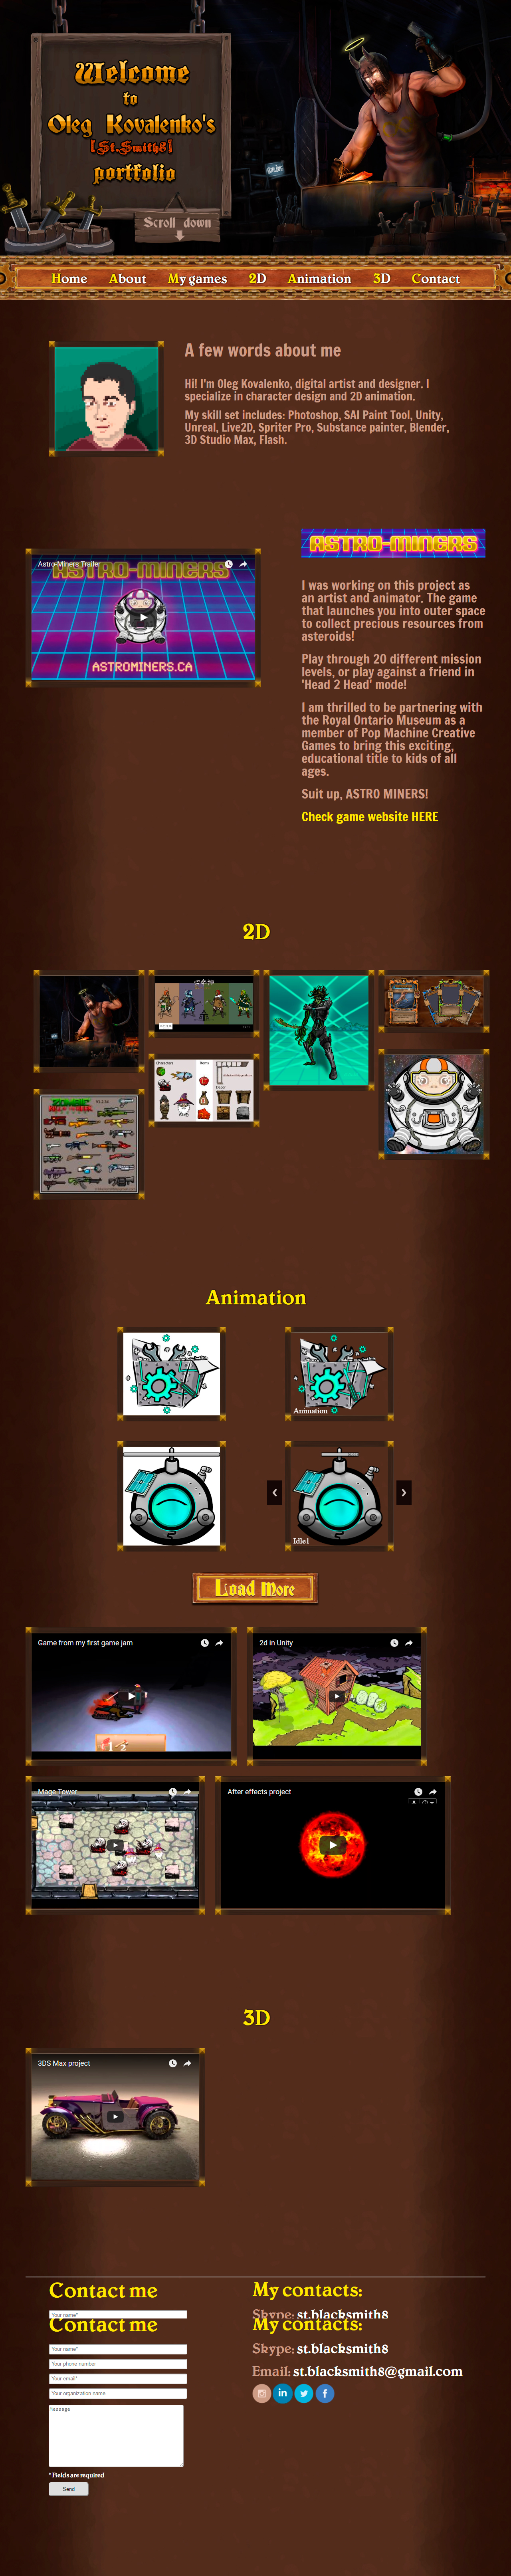 Welcome
to
Oleg Kovalenko's
[St.Smith8]
portfolio
Scroll down
Home About My games 2D Animation 3D Contact
A few words about me
Hi! I'm Oleg Kovalenko, digital artist and designer. I
specialize in character design and 2D animation.
My skill set includes: Photoshop, SAI Paint Tool, Unity,
Unreal, Live2D, Spriter Pro, Substance painter, Blender,
3D Studio Max, Flash.
ASTRO-MINERS
Astro-Miners Trailer
ASTRO-MINERS
ASTROMINERS.CA
I was working on this project as
an artist and animator. The game
that launches you into outer space
to collect precious resources from
asteroids!
Play through 20 different mission
levels, or play against a friend in
'Head 2 Head' mode!
I am thrilled to be partnering with
the Royal Ontario Museum as a
member of Pop Machine Creative
Games to bring this exciting,
educational title to kids of all
ages.
Suit up, ASTRO MINERS!
Check game website HERE
2D
Characters
Items
Decor
Animation
Animation
Idle1
Load More
Game from my first game jam
2d in Unity
Mage Tower
After effects project
3D
3DS Max project
Contact me
My contacts:
Your name*
Skype: st.blacksmith8
Contact me
My contacts:
Your name*
Skype: st.blacksmith8
Your phone number
Your email*
Email: st.blacksmith8@gmail.com
Your organization name
Message
* Fields are required
Send